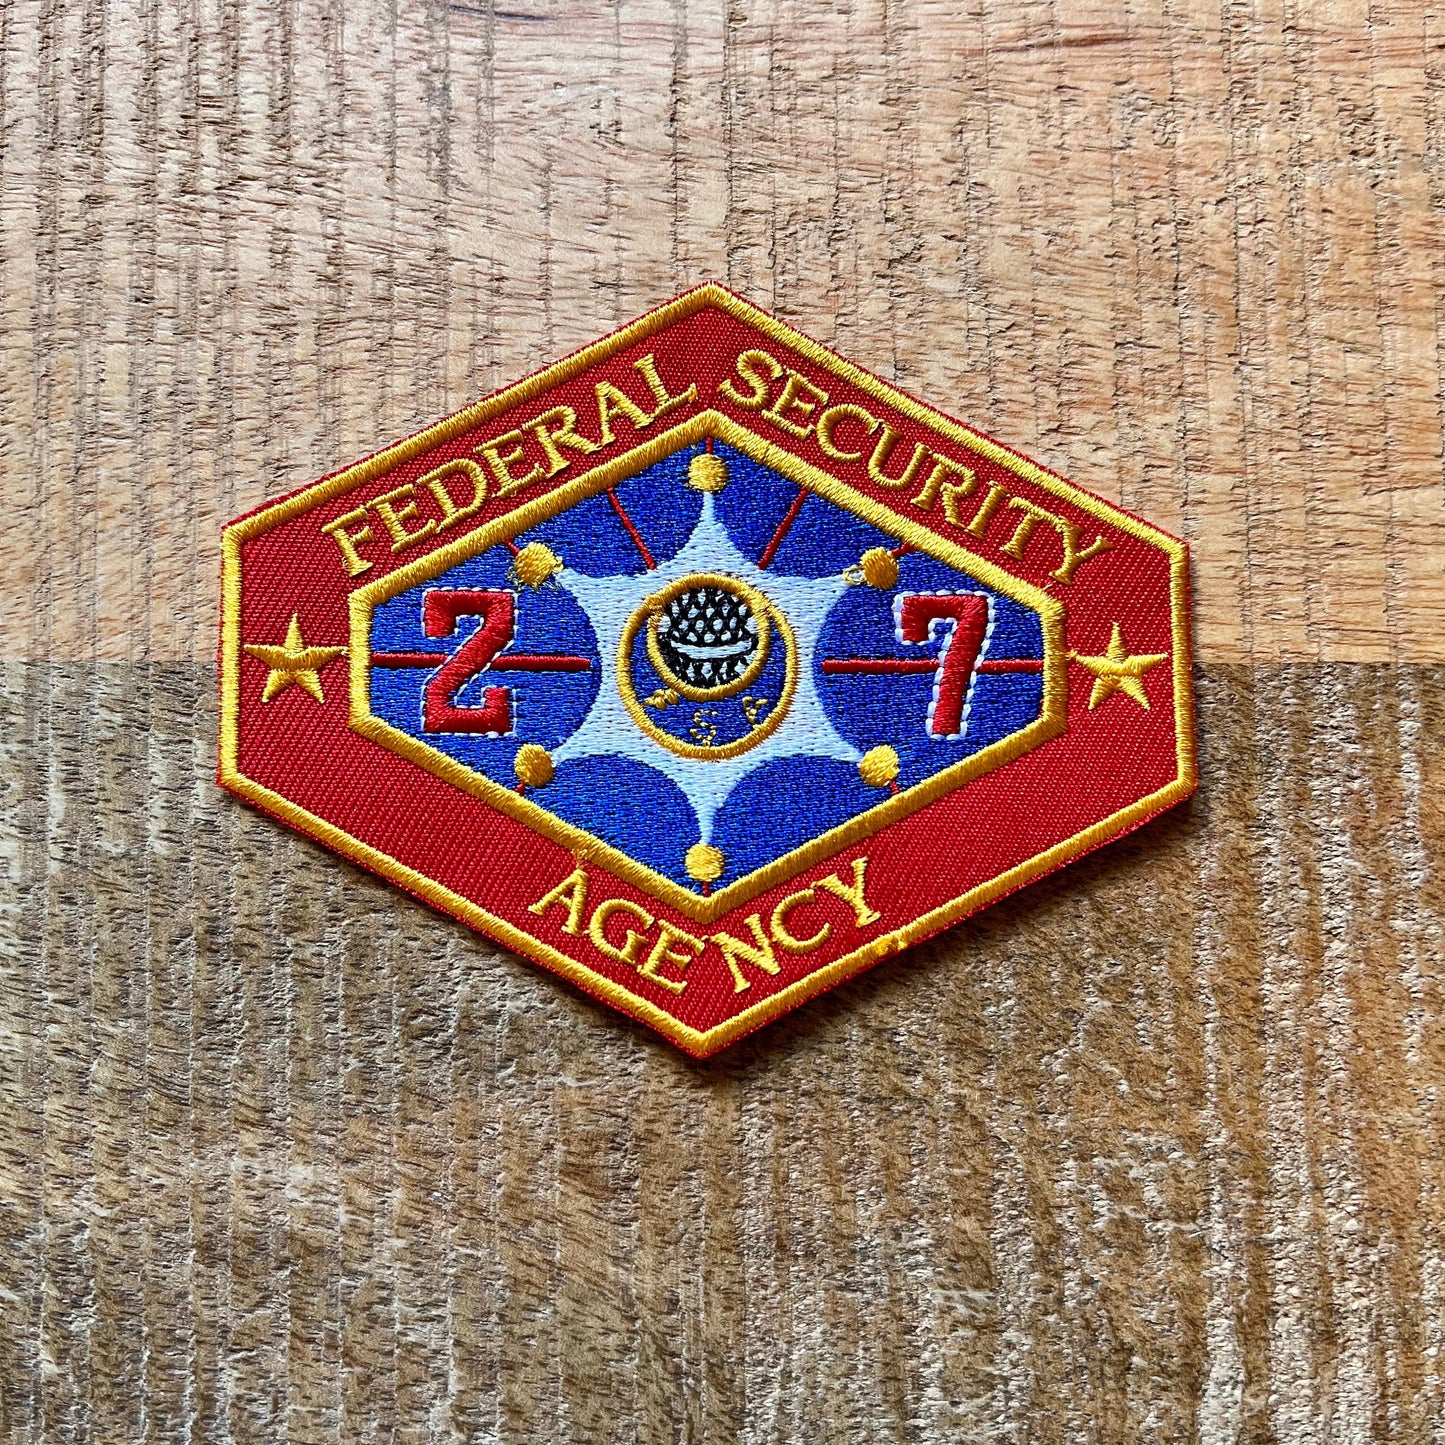 FEDERAL SECURITY
2 7
S F
AGENCY